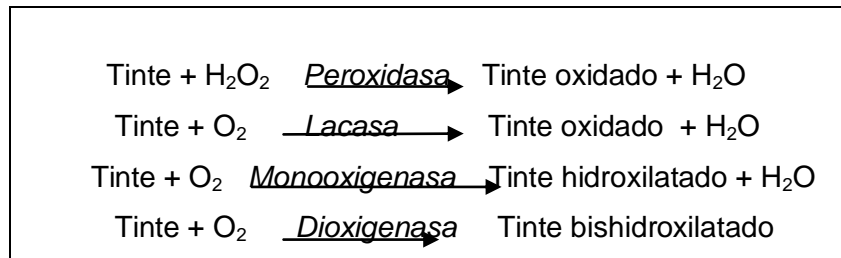 Tinte + H₂O₂ Peroxidasa Tinte oxidado + H₂O
Tinte + O₂ Lacasa Tinte oxidado + H₂O
Tinte + O₂ Monooxigenasa Tinte hidroxilatado + H₂O
Tinte + O₂ Dioxigenasa Tinte bishidroxilatado